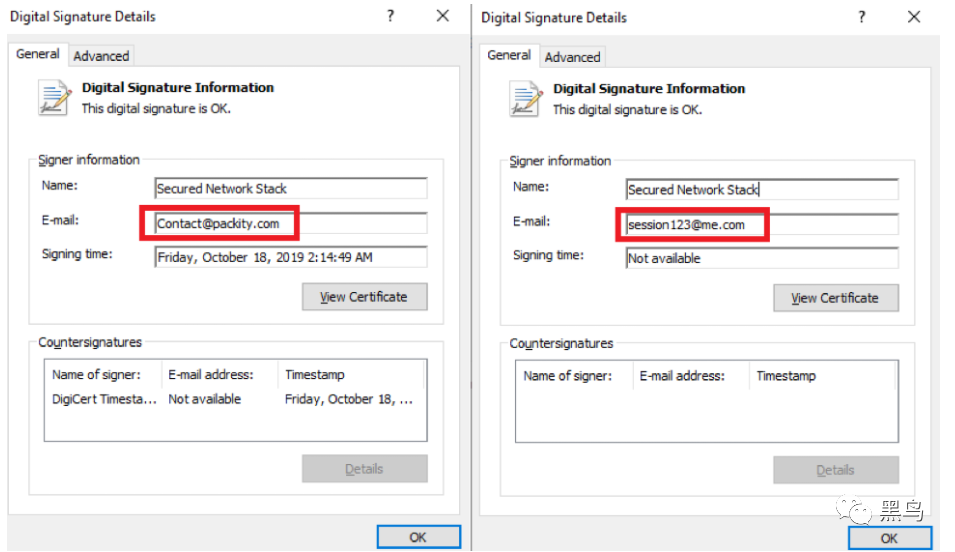 Digital Signature Details ?
General Advanced
Digital Signature Information
This digital signature is OK.
Signer information
Name: Secured Network Stack
E-mail: Contact@packity.com
Signing time: Friday, October 18, 2019 2:14:49 AM
View Certificate
Countersignatures
Name of signer: E-mail address: Timestamp
DigiCert Timesta... Not available Friday, October 18, ...
Details
OK
Digital Signature Details ?
General Advanced
Digital Signature Information
This digital signature is OK.
Signer information
Name: Secured Network Stack
E-mail: session123@me.com
Signing time: Not available
View Certificate
Countersignatures
Name of signer: E-mail address: Timestamp
Details
OK
黑鸟